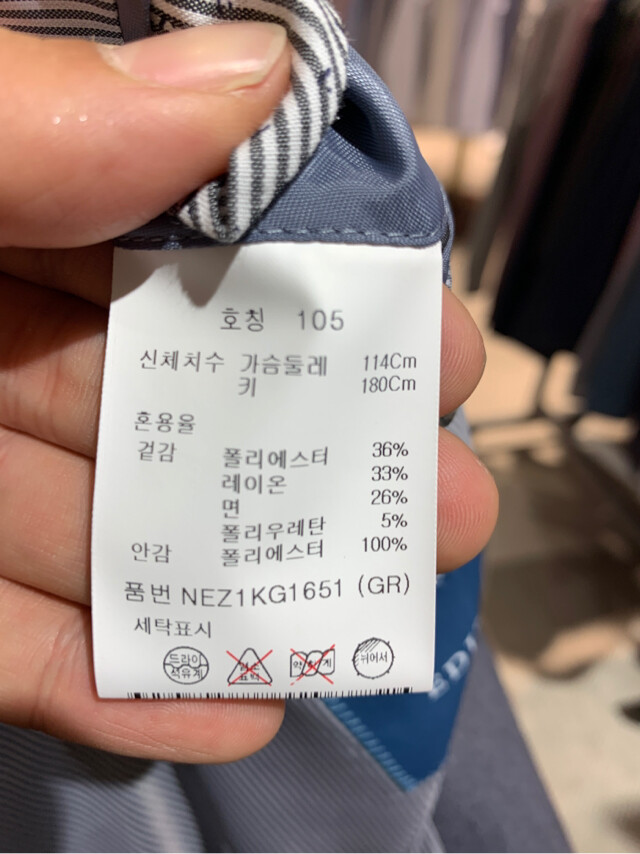 호칭 105
신체치수 가슴둘레 114Cm
키 180Cm
혼용율
겉감 폴리에스터 36%
레이온 33%
면 26%
폴리우레탄 5%
안감 폴리에스터 100%
품번 NEZ1KG1651 (GR)
세탁표시
드라이
석유계
염소
표백
약하게
뉘어서